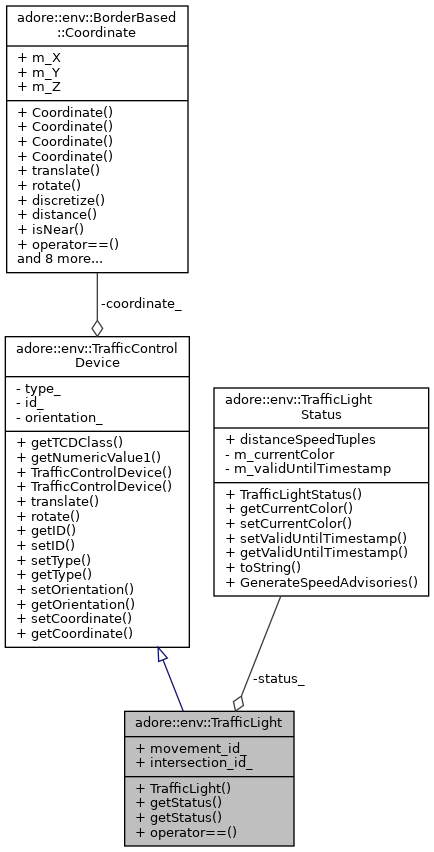 adore::env::BorderBased
::Coordinate
+ m_X
+ m_Y
+ m_Z
+ Coordinate()
+ Coordinate()
+ Coordinate()
+ Coordinate()
+ translate()
+ rotate()
+ discretize()
+ distance()
+ isNear()
+ operator==()
and 8 more...
-coordinate_
adore::env::TrafficControl
Device
- type_
- id_
- orientation_
+ getTCDClass()
+ getNumericValue1()
+ TrafficControlDevice()
+ TrafficControlDevice()
+ translate()
+ rotate()
+ getID()
+ setID()
+ setType()
+ getType()
+ setOrientation()
+ getOrientation()
+ setCoordinate()
+ getCoordinate()
adore::env::TrafficLight
Status
+ distanceSpeedTuples
- m_currentColor
- m_validUntilTimestamp
+ TrafficLightStatus()
+ getCurrentColor()
+ setCurrentColor()
+ setValidUntilTimestamp()
+ getValidUntilTimestamp()
+ toString()
+ GenerateSpeedAdvisories()
-status_
adore::env::TrafficLight
+ movement_id_
+ intersection_id_
+ TrafficLight()
+ getStatus()
+ getStatus()
+ operator==()